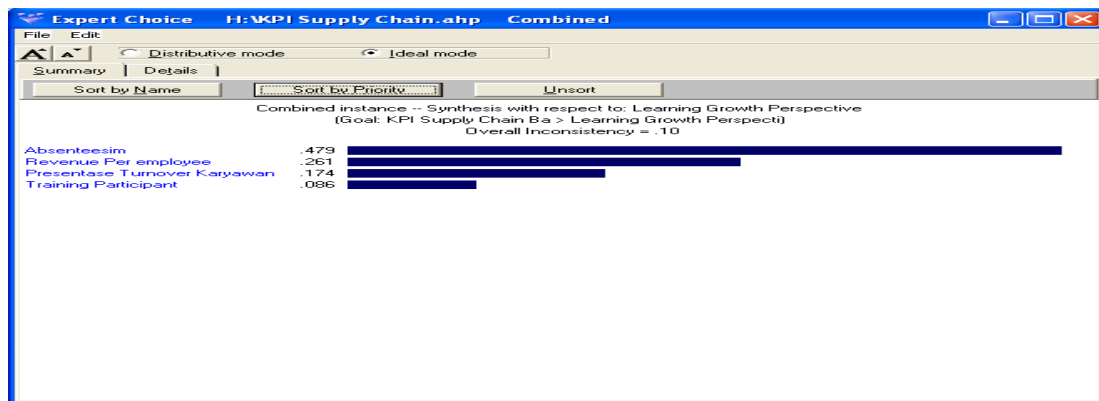 Expert Choice H:\KPI Supply Chain.ahp Combined
File Edit
A A Distributive mode Ideal mode
Summary Details
Sort by Name Sort by Priority Unsort
Combined instance -- Synthesis with respect to: Learning Growth Perspective
(Goal: KPI Supply Chain Ba > Learning Growth Perspecti)
Overall Inconsistency = .10
Absenteesim .479
Revenue Per employee .261
Presentase Turnover Karyawan .174
Training Participant .086